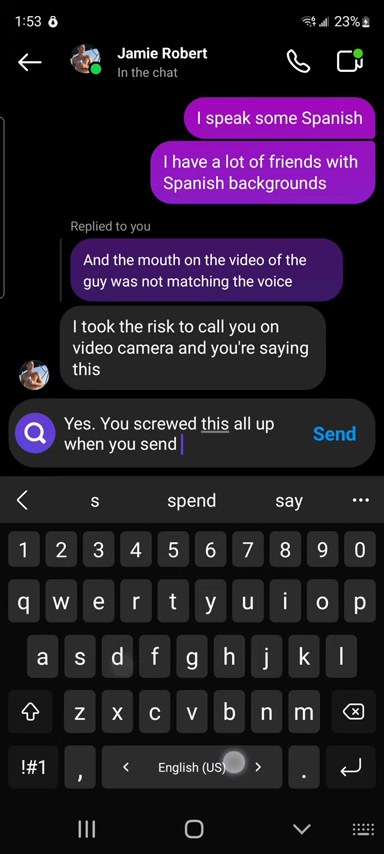 1:53
23%
Jamie Robert
In the chat
I speak some Spanish
I have a lot of friends with
Spanish backgrounds
Replied to you
And the mouth on the video of the
guy was not matching the voice
I took the risk to call you on
video camera and you're saying
this
Yes. You screwed this all up
when you send
Send
s spend say
1 2 3 4 5 6 7 8 9 0
q w e r t y u i o p
a s d f g h j k l
z x c v b n m
!#1 , < English (US) > .